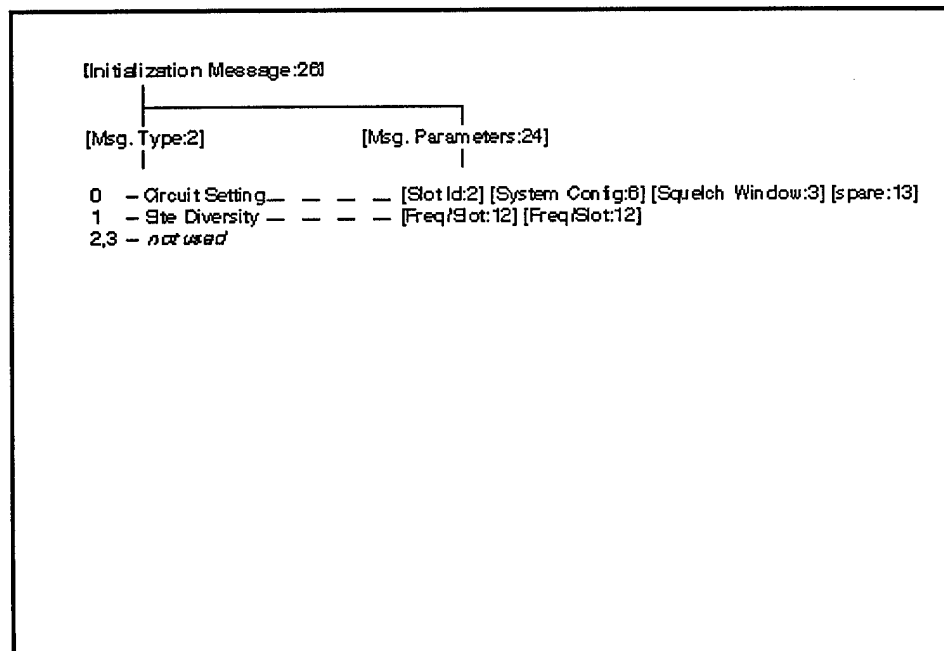 [Initialization Message:26]
[Msg. Type:2] [Msg. Parameters:24]
0 – Circuit Setting — — — — — [Slot Id:2] [System Config:6] [Squelch Window:3] [spare:13]
1 – Site Diversity — — — — — [Freq/Slot:12] [Freq/Slot:12]
2,3 – not used